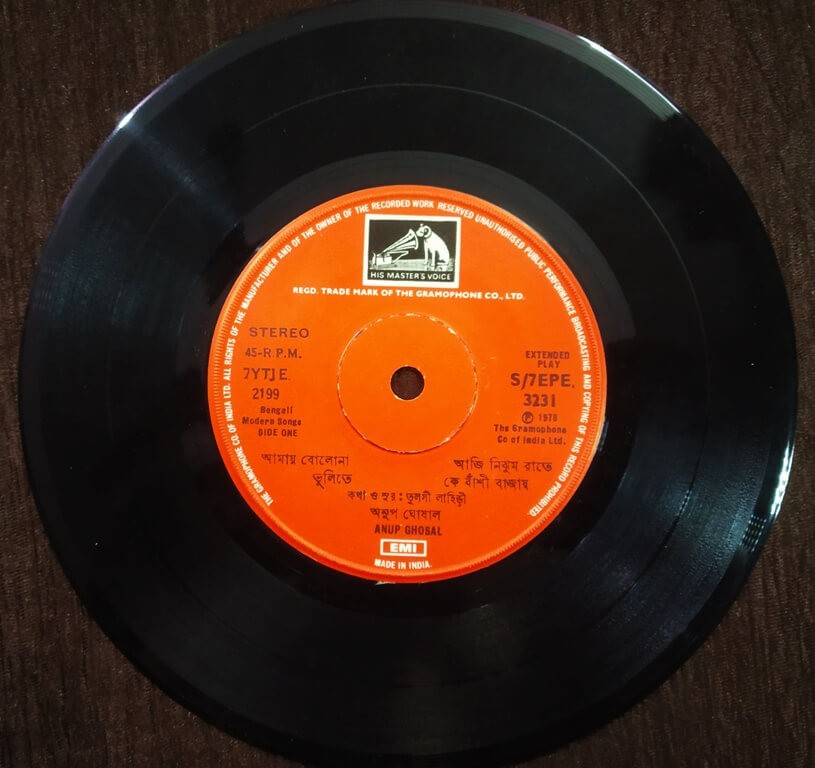 THE GRAMOPHONE CO. OF INDIA LTD. ALL RIGHTS OF THE MANUFACTURER AND OF THE OWNER OF THE RECORDED WORK RESERVED UNAUTHORISED PUBLIC PERFORMANCE BROADCASTING AND COPYING OF THIS RECORD PROHIBITED.
HIS MASTER'S VOICE
REGD. TRADE MARK OF THE GRAMOPHONE CO., LTD.
STEREO
45-R.P.M.
7YTJE.
2199
Bengali
Modern Songs
SIDE ONE
EXTENDED
PLAY
S/7EPE.
3231
℗ 1978
The Gramophone
Co of India Ltd.
আমায় বোলোনা
ভুলিতে
আজি নিঝুম রাতে
কে বাঁশী বাজায়
কথা ও সুর : তুলসী লাহিড়ী
অনুপ ঘোষাল
ANUP GHOSAL
EMI
MADE IN INDIA.